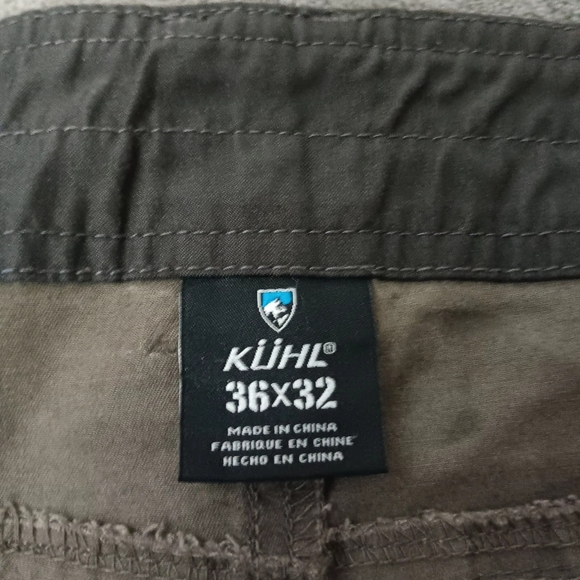 KÜHL®
36X32
MADE IN CHINA
FABRIQUE EN CHINE
HECHO EN CHINA